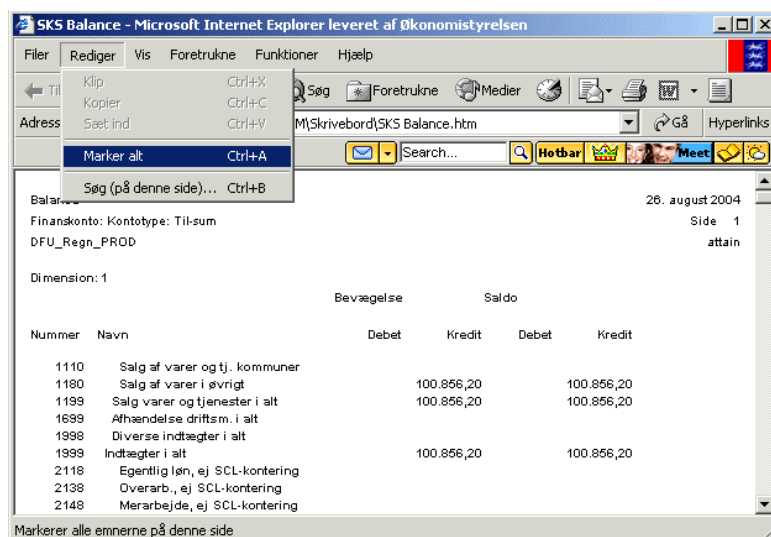 SKS Balance - Microsoft Internet Explorer leveret af Økonomistyrelsen
Filer Rediger Vis Foretrukne Funktioner Hjælp
Klip Ctrl+X
Kopier Ctrl+C
Sæt ind Ctrl+V
Marker alt Ctrl+A
Søg (på denne side)... Ctrl+B
Søg Foretrukne Medier
Adress M\Skrivebord\SKS Balance.htm Gå Hyperlinks
Search... Hotbar Meet
26. august 2004
Finanskonto: Kontotype: Til-sum Side 1
DFU_Regn_PROD attain
Dimension: 1
Bevægelse Saldo
Nummer Navn Debet Kredit Debet Kredit
1110 Salg af varer og tj. kommuner
1180 Salg af varer i øvrigt 100.856,20 100.856,20
1199 Salg varer og tjenester i alt 100.856,20 100.856,20
1699 Afhændelse driftsm. i alt
1998 Diverse indtægter i alt
1999 Indtægter i alt 100.856,20 100.856,20
2118 Egentlig løn, ej SCL-kontering
2138 Overarb., ej SCL-kontering
2148 Merarbejde, ej SCL-kontering
Markerer alle emnerne på denne side